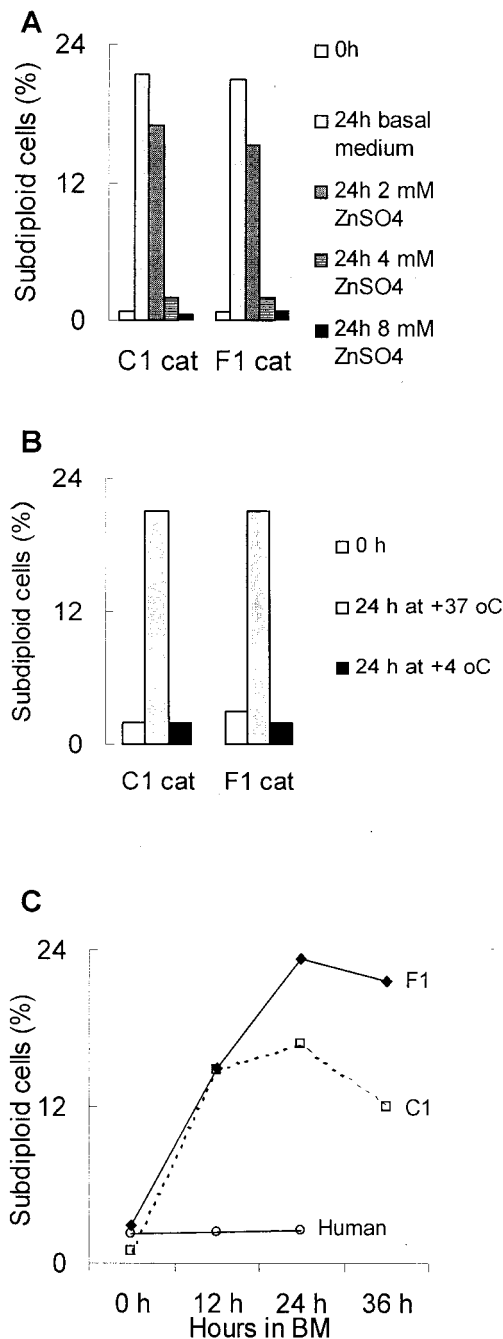 A
Subdiploid cells (%)
24
12
0
C1 cat
F1 cat
0h
24h basal
medium
24h 2 mM
ZnSO4
24h 4 mM
ZnSO4
24h 8 mM
ZnSO4
B
Subdiploid cells (%)
24
12
0
C1 cat
F1 cat
0 h
24 h at +37 oC
24 h at +4 oC
C
Subdiploid cells (%)
24
12
0
F1
C1
Human
0 h
12 h
24 h
36 h
Hours in BM